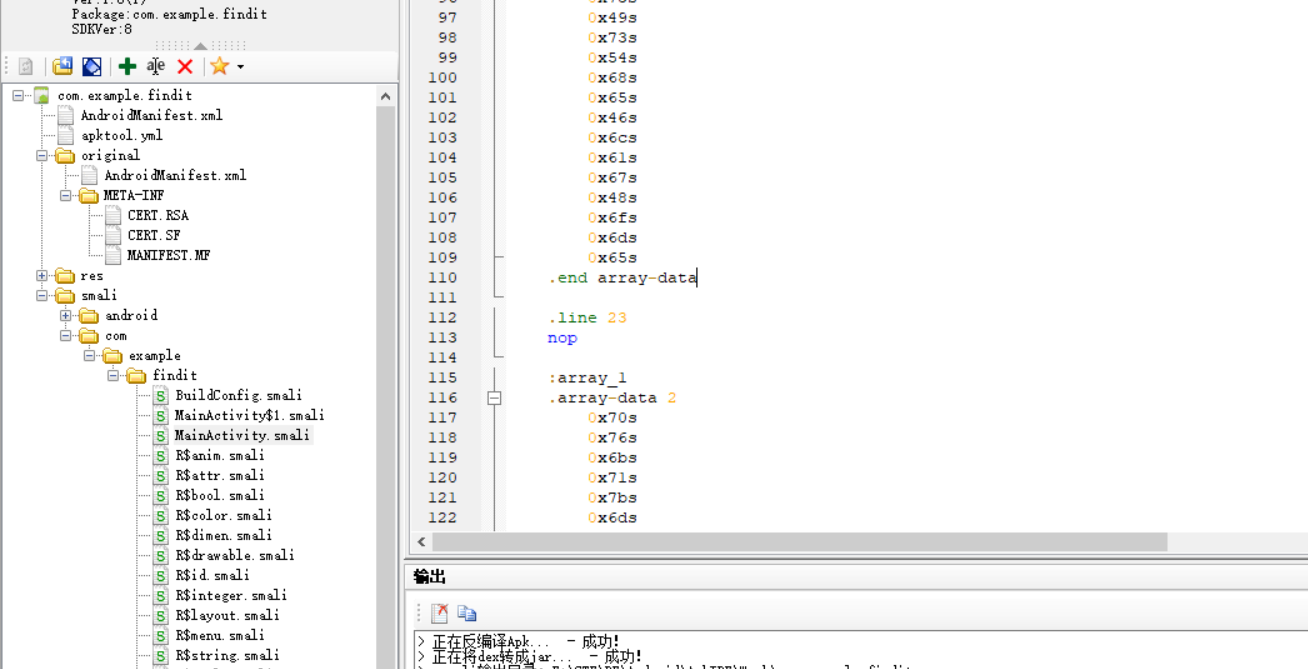 Package:com.example.findit
SDKVer:8
com.example.findit
AndroidManifest.xml
apktool.yml
original
AndroidManifest.xml
META-INF
CERT.RSA
CERT.SF
MANIFEST.MF
res
smali
android
com
example
findit
BuildConfig.smali
MainActivity$1.smali
MainActivity.smali
R$anim.smali
R$attr.smali
R$bool.smali
R$color.smali
R$dimen.smali
R$drawable.smali
R$id.smali
R$integer.smali
R$layout.smali
R$menu.smali
R$string.smali
97 0x49s
98 0x73s
99 0x54s
100 0x68s
101 0x65s
102 0x46s
103 0x6cs
104 0x61s
105 0x67s
106 0x48s
107 0x6fs
108 0x6ds
109 0x65s
110 .end array-data
111
112 .line 23
113 nop
114
115 :array_1
116 .array-data 2
117 0x70s
118 0x76s
119 0x6bs
120 0x71s
121 0x7bs
122 0x6ds
输出
> 正在反编译Apk... - 成功!
> 正在将dex转成jar... - 成功!